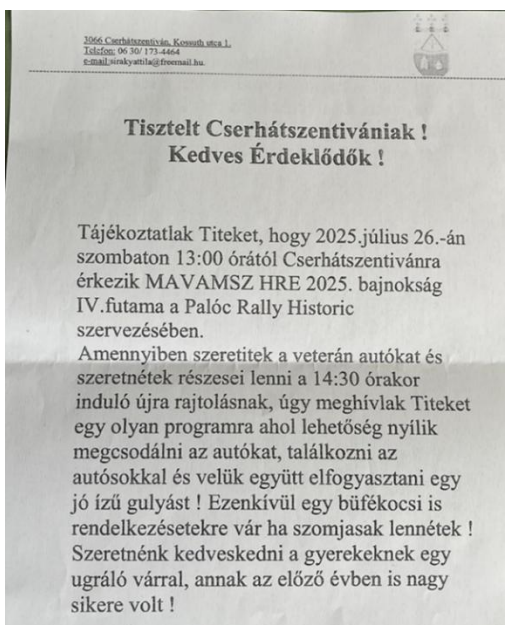 3066 Cserhátszentiván, Kossuth utca 1.
Telefon: 06 30/ 173-4464
e-mail:sirakyattila@freemail.hu
Tisztelt Cserhátszentivániak !
Kedves Érdeklődők !
Tájékoztatlak Titeket, hogy 2025.július 26.-án
szombaton 13:00 órától Cserhátszentivánra
érkezik MAVAMSZ HRE 2025. bajnokság
IV.futama a Palóc Rally Historic
szervezésében.
Amennyiben szeretitek a veterán autókat és
szeretnétek részesei lenni a 14:30 órakor
induló újra rajtolásnak, úgy meghívlak Titeket
egy olyan programra ahol lehetőség nyílik
megcsodálni az autókat, találkozni az
autósokkal és velük együtt elfogyasztani egy
jó ízű gulyást ! Ezenkívül egy büfékocsi is
rendelkezésetekre vár ha szomjasak lennétek !
Szeretnénk kedveskedni a gyerekeknek egy
ugráló várral, annak az előző évben is nagy
sikere volt !